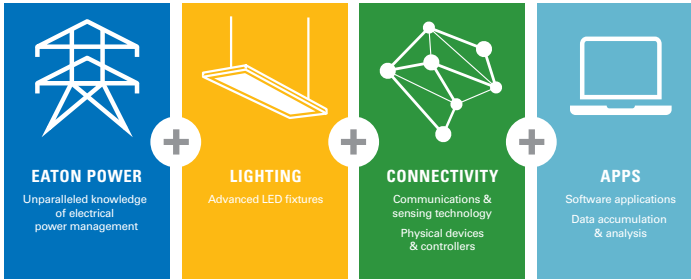 EATON POWER
Unparalleled knowledge
of electrical
power management
LIGHTING
Advanced LED fixtures
CONNECTIVITY
Communications &
sensing technology
Physical devices
& controllers
APPS
Software applications
Data accumulation
& analysis